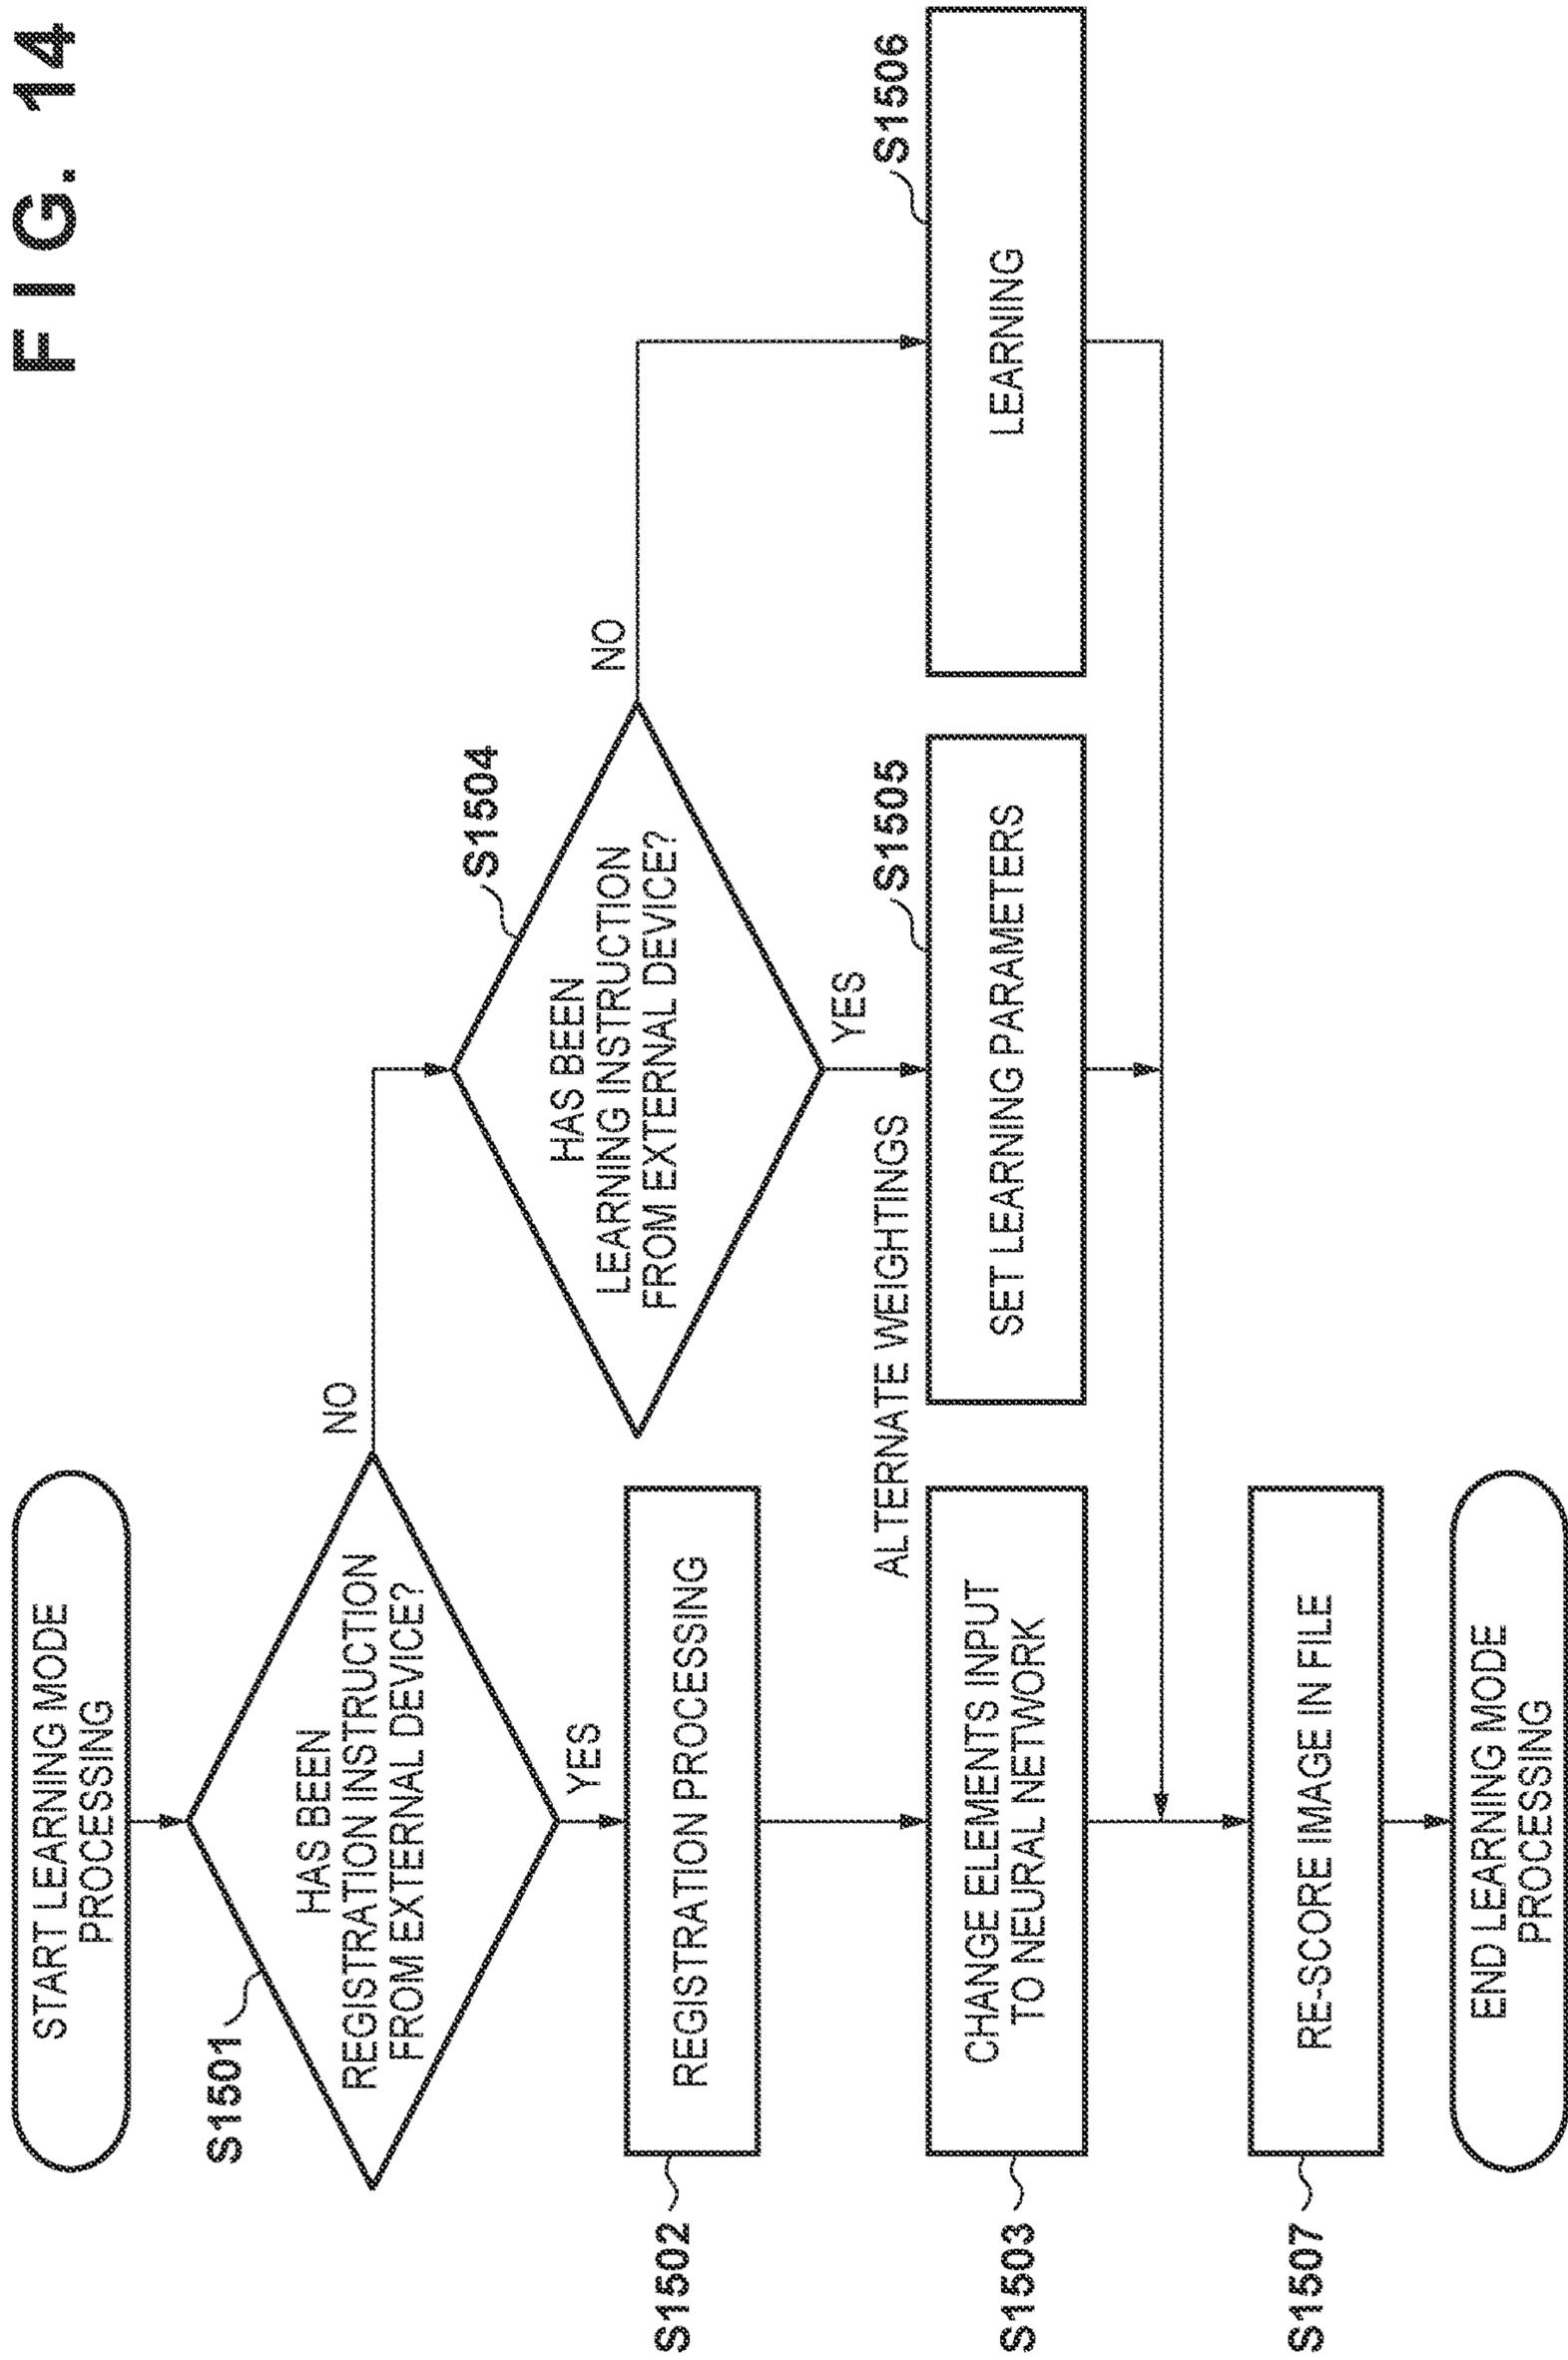 FIG. 14
START LEARNING MODE
PROCESSING
S1501
HAS BEEN
REGISTRATION INSTRUCTION
FROM EXTERNAL DEVICE?
NO
YES
S1504
HAS BEEN
LEARNING INSTRUCTION
FROM EXTERNAL DEVICE?
NO
YES
S1502
REGISTRATION PROCESSING
ALTERNATE WEIGHTINGS
S1503
CHANGE ELEMENTS INPUT
TO NEURAL NETWORK
S1505
SET LEARNING PARAMETERS
S1506
LEARNING
S1507
RE-SCORE IMAGE IN FILE
END LEARNING MODE
PROCESSING